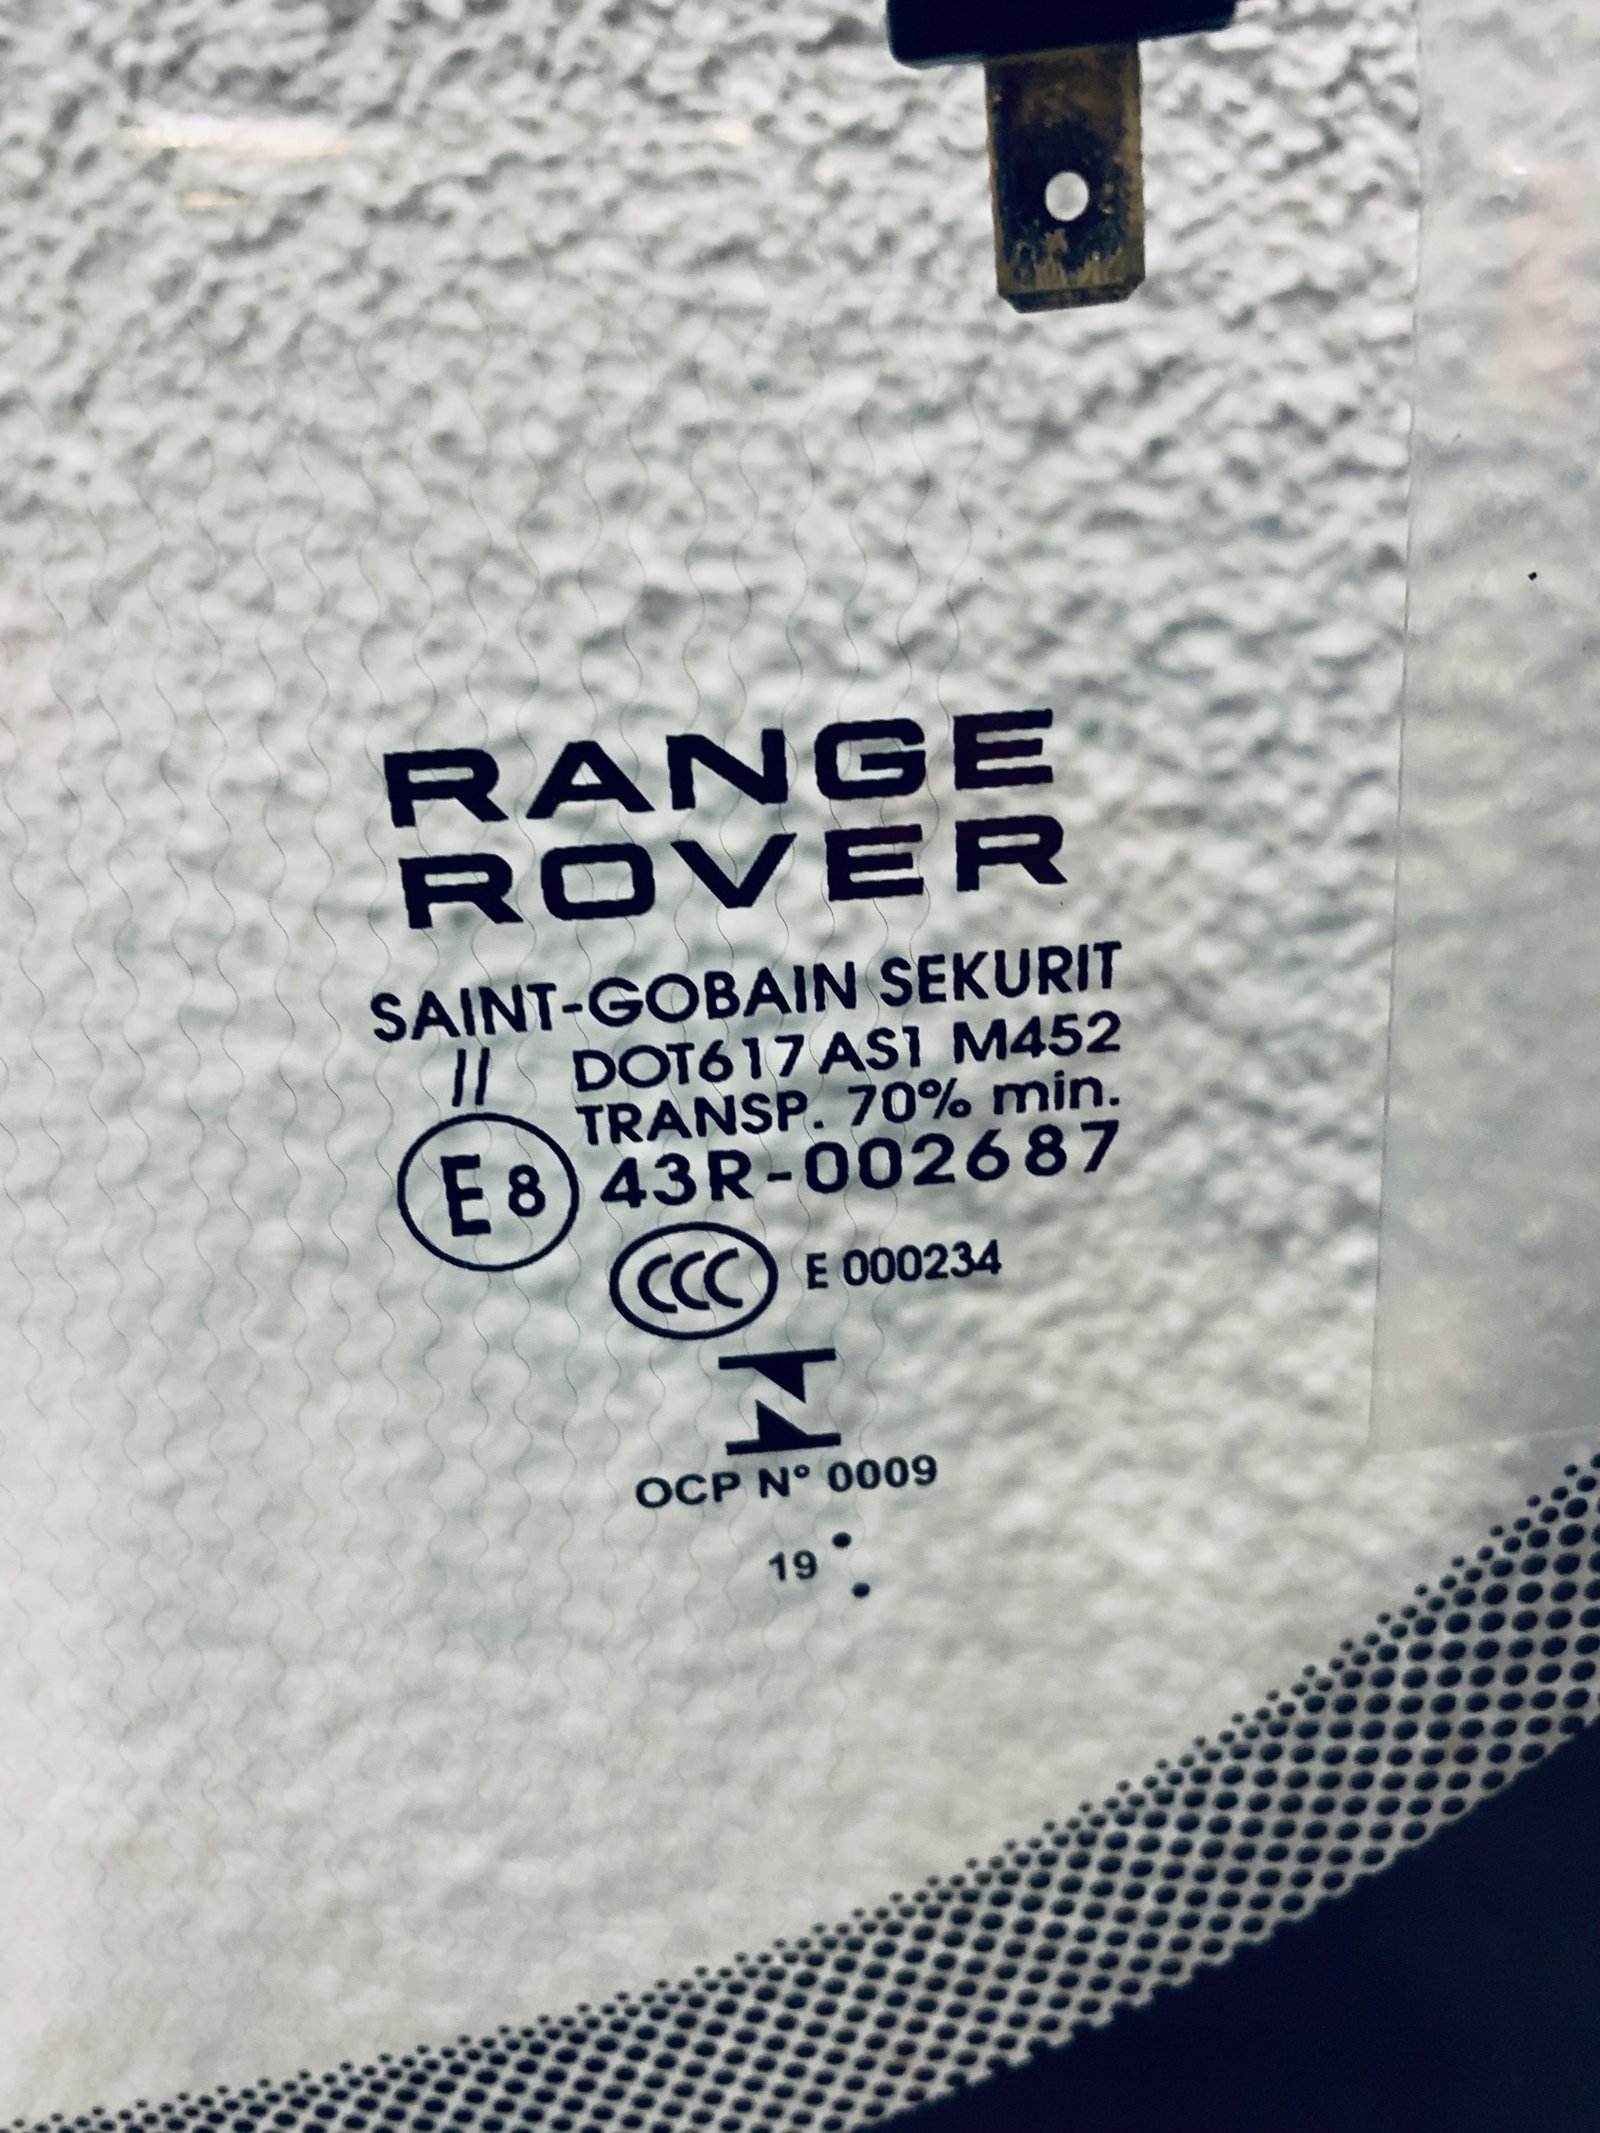 RANGE
ROVER
SAINT-GOBAIN SEKURIT
II DOT617 AS1 M452
TRANSP. 70% min.
E8 43R-002687
CCC E 000234
OCP N° 0009
19